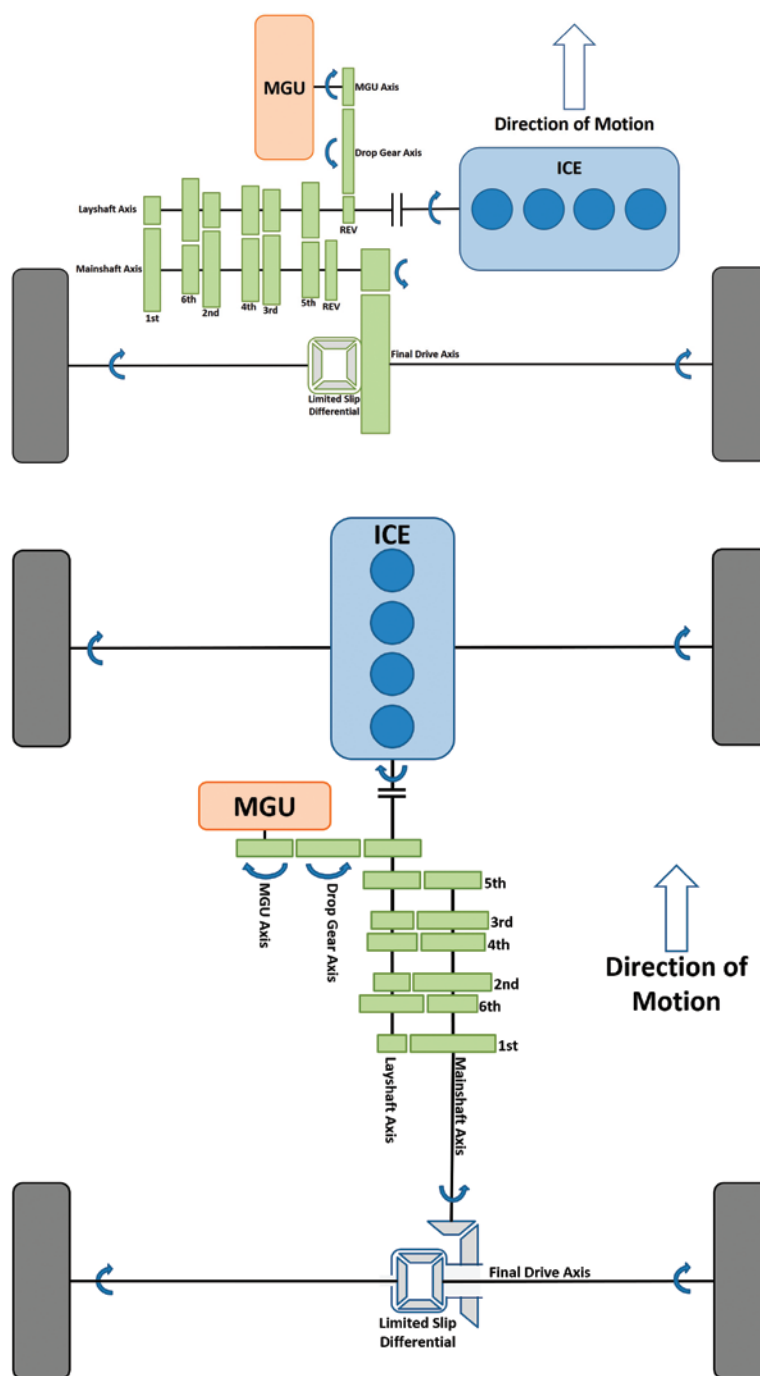 MGU
MGU Axis
Direction of Motion
Drop Gear Axis
ICE
Layshaft Axis
REV
Mainshaft Axis
1st
6th
2nd
4th
3rd
5th
REV
Final Drive Axis
Limited Slip
Differential
ICE
MGU
MGU Axis
Drop Gear Axis
5th
3rd
4th
2nd
6th
1st
Layshaft Axis
Mainshaft Axis
Direction of
Motion
Final Drive Axis
Limited Slip
Differential